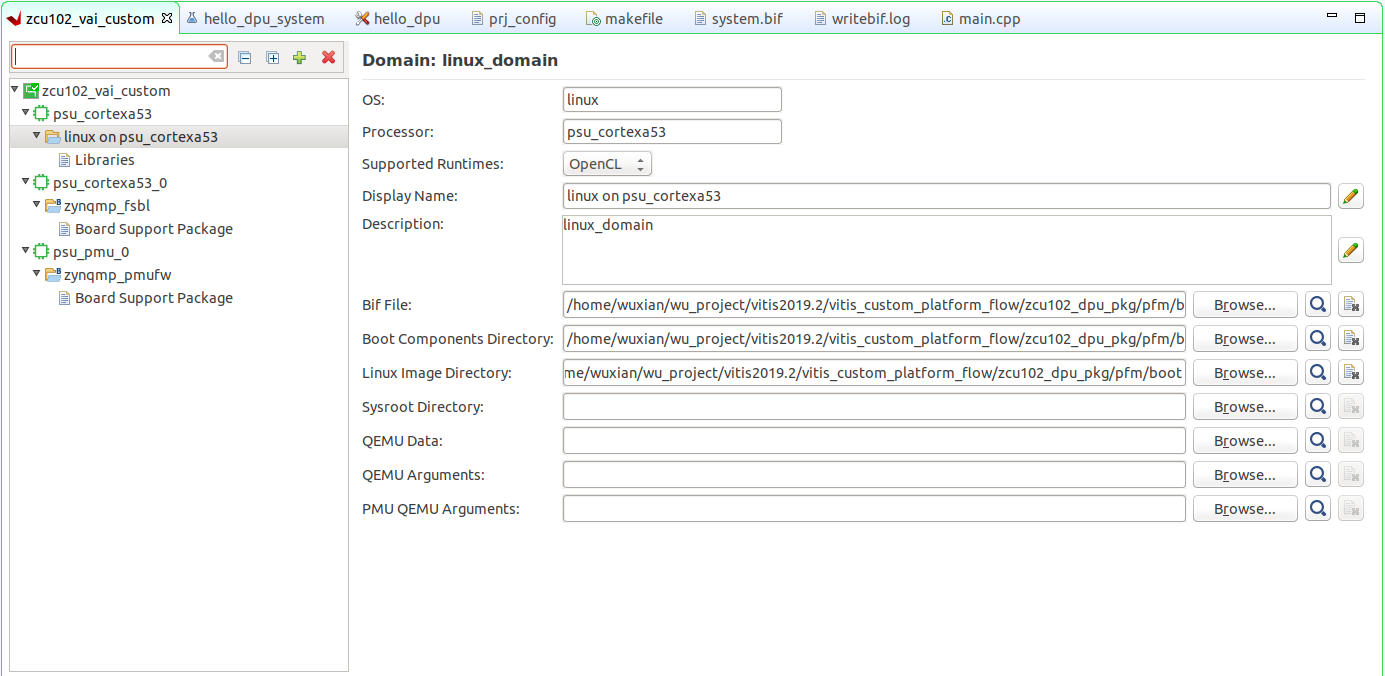 zcu102_vai_custom hello_dpu_system hello_dpu prj_config makefile system.bif writebif.log main.cpp
zcu102_vai_custom
psu_cortexa53
linux on psu_cortexa53
Libraries
psu_cortexa53_0
zynqmp_fsbl
Board Support Package
psu_pmu_0
zynqmp_pmufw
Board Support Package
Domain: linux_domain
OS: linux
Processor: psu_cortexa53
Supported Runtimes: OpenCL
Display Name: linux on psu_cortexa53
Description: linux_domain
Bif File: /home/wuxian/wu_project/vitis2019.2/vitis_custom_platform_flow/zcu102_dpu_pkg/pfm/b Browse...
Boot Components Directory: /home/wuxian/wu_project/vitis2019.2/vitis_custom_platform_flow/zcu102_dpu_pkg/pfm/b Browse...
Linux Image Directory: me/wuxian/wu_project/vitis2019.2/vitis_custom_platform_flow/zcu102_dpu_pkg/pfm/boot Browse...
Sysroot Directory: Browse...
QEMU Data: Browse...
QEMU Arguments: Browse...
PMU QEMU Arguments: Browse...